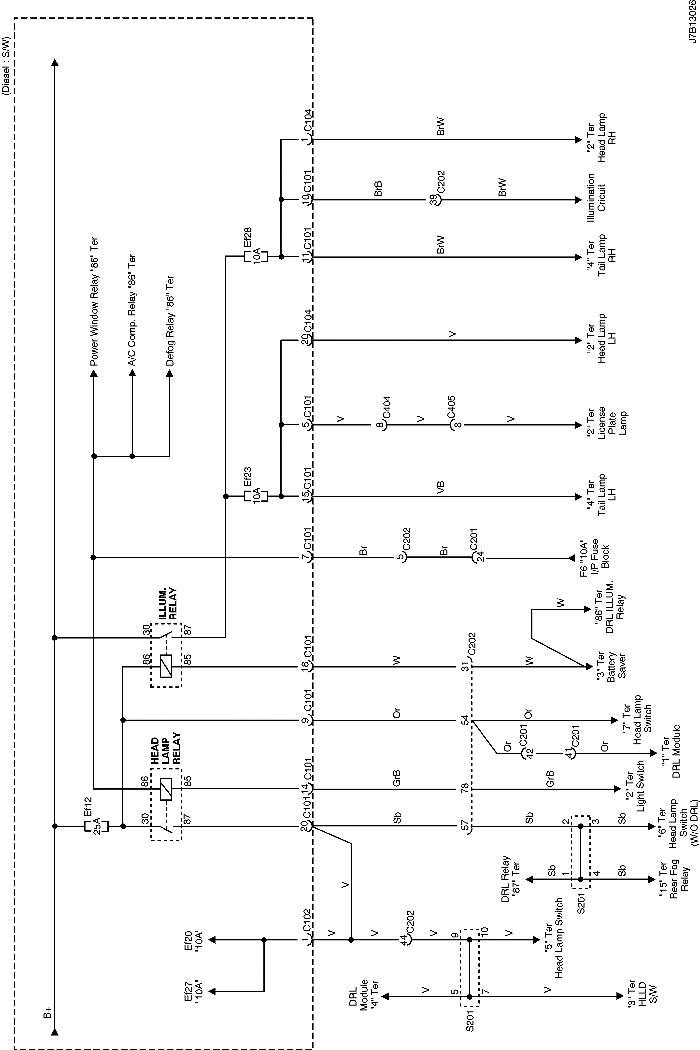 (Diesel : S/W)
J7B13026
B+
Ef12
25A
HEAD
LAMP
RELAY
30
86
87
85
ILLUM.
RELAY
86
30
85
87
Power Window Relay "86" Ter
A/C Comp. Relay "86" Ter
Defog Relay "86" Ter
Ef23
10A
Ef28
10A
Ef27
"10A"
Ef20
"10A"
1 C102
20 C101
14 C101
9 C101
18 C101
7 C101
15 C101
5 C101
29 C104
11 C101
10 C101
1 C104
V
V
Sb
GrB
Or
W
Br
VB
V
V
BrW
BrB
BrW
44 C202
5 C202
8 C404
39 C202
V
Br
V
BrW
57
78
54
31 C202
24 C201
8 C405
V
Sb
GrB
Or
Or
W
W
V
42 C201
41 C201
Or
DRL
Module
"4" Ter
V
5
9
7
10
S201
V
V
"5" Ter
Head Lamp Switch
"3" Ter
HLLD
S/W
DRL Relay
"87" Ter
Sb
1
2
4
3
S201
Sb
Sb
"15" Ter
Rear Fog
Relay
"6" Ter
Head Lamp
Switch
(W/O DRL)
"2" Ter
Light Switch
"1" Ter
DRL Module
"7" Ter
Head Lamp
Switch
"3" Ter
Battery
Saver
"86" Ter
DRL ILLUM.
Relay
F6 "10A"
I/P Fuse
Block
"4" Ter
Tail Lamp
LH
"2" Ter
License
Plate
Lamp
"2" Ter
Head Lamp
LH
"4" Ter
Tail Lamp
RH
Illumination
Cricuit
"2" Ter
Head Lamp
RH